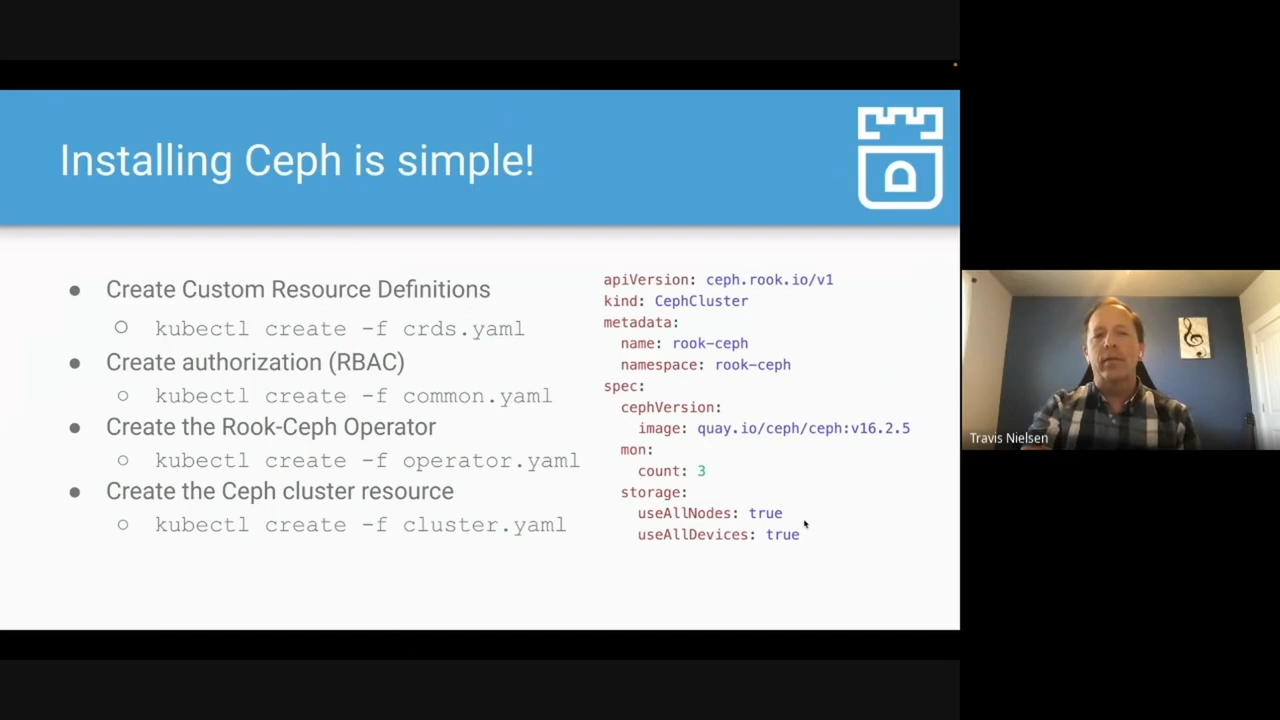 Installing Ceph is simple!
● Create Custom Resource Definitions
○ kubectl create -f crds.yaml
● Create authorization (RBAC)
○ kubectl create -f common.yaml
● Create the Rook-Ceph Operator
○ kubectl create -f operator.yaml
● Create the Ceph cluster resource
○ kubectl create -f cluster.yaml
apiVersion: ceph.rook.io/v1
kind: CephCluster
metadata:
  name: rook-ceph
  namespace: rook-ceph
spec:
  cephVersion:
    image: quay.io/ceph/ceph:v16.2.5
  mon:
    count: 3
  storage:
    useAllNodes: true
    useAllDevices: true
Travis Nielsen